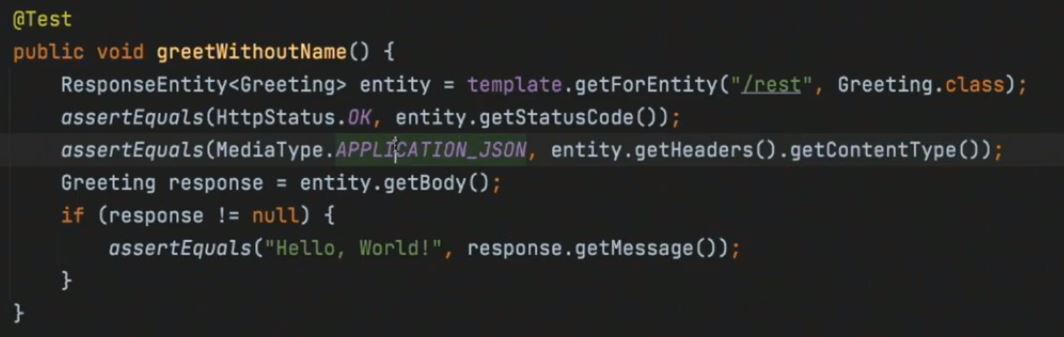 @Test
public void greetWithoutName() {
    ResponseEntity<Greeting> entity = template.getForEntity("/rest", Greeting.class);
    assertEquals(HttpStatus.OK, entity.getStatusCode());
    assertEquals(MediaType.APPLICATION_JSON, entity.getHeaders().getContentType());
    Greeting response = entity.getBody();
    if (response != null) {
        assertEquals("Hello, World!", response.getMessage());
    }
}